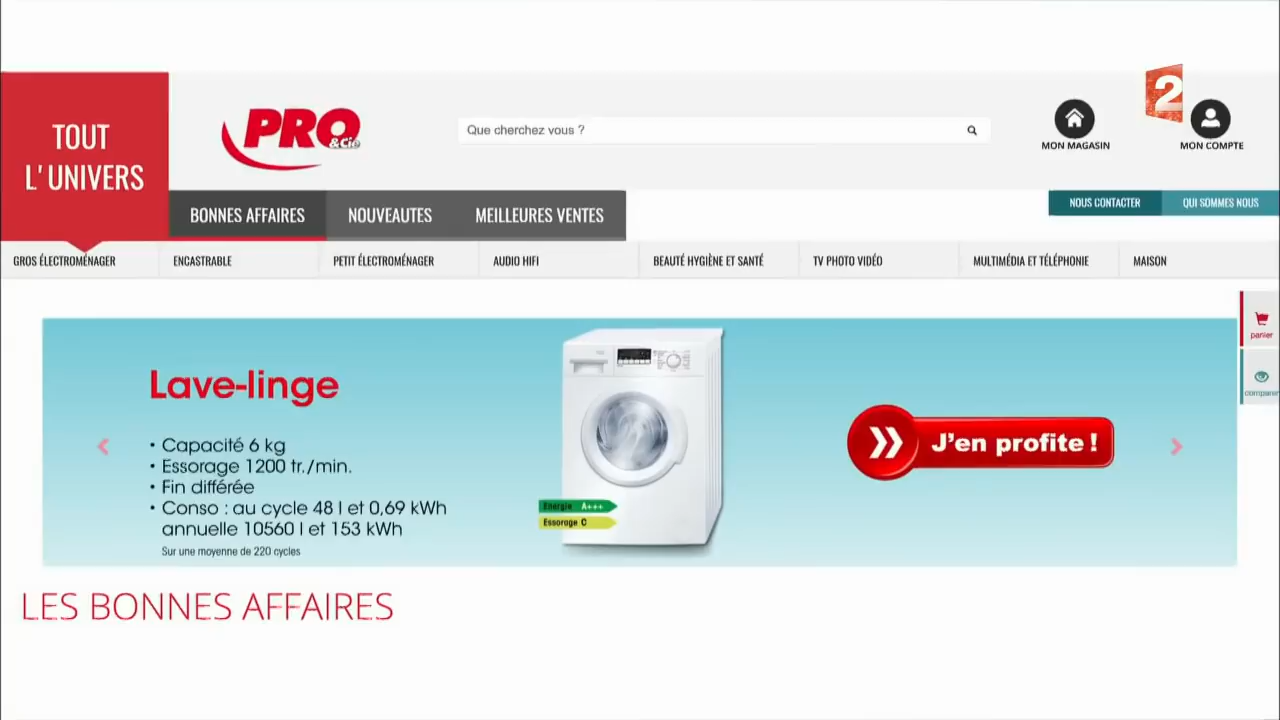 TOUT
L'UNIVERS
PRO
&Cie
Que cherchez vous ?
2
MON MAGASIN
MON COMPTE
BONNES AFFAIRES
NOUVEAUTES
MEILLEURES VENTES
NOUS CONTACTER
QUI SOMMES NOUS
GROS ÉLECTROMÉNAGER
ENCASTRABLE
PETIT ÉLECTROMÉNAGER
AUDIO HIFI
BEAUTÉ HYGIÈNE ET SANTÉ
TV PHOTO VIDÉO
MULTIMÉDIA ET TÉLÉPHONIE
MAISON
panier
comparer
Lave-linge
• Capacité 6 kg
• Essorage 1200 tr./min.
• Fin différée
• Conso : au cycle 48 l et 0,69 kWh
annuelle 10560 l et 153 kWh
Sur une moyenne de 220 cycles
Energie A+++
Essorage C
J'en profite !
LES BONNES AFFAIRES